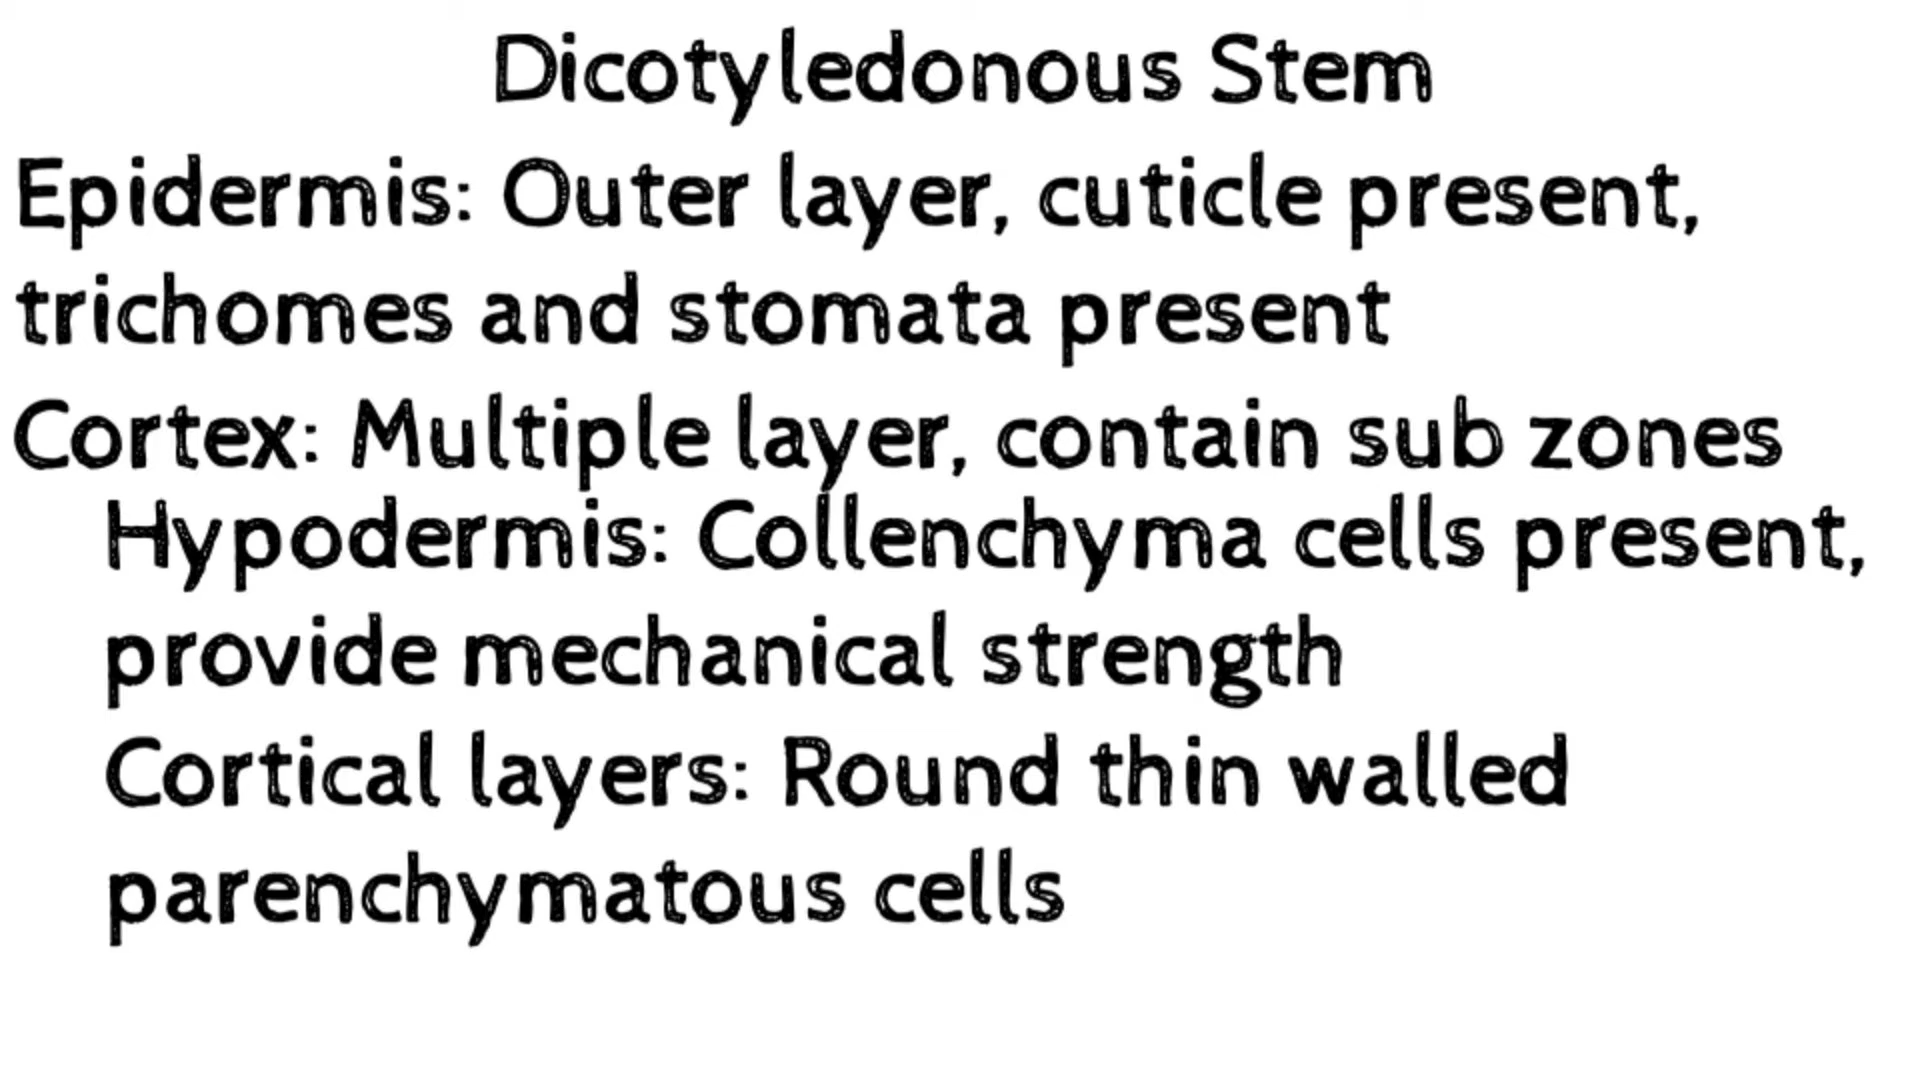 Dicotyledonous Stem
Epidermis: Outer layer, cuticle present,
trichomes and stomata present
Cortex: Multiple layer, contain sub zones
Hypodermis: Collenchyma cells present,
provide mechanical strength
Cortical layers: Round thin walled
parenchymatous cells